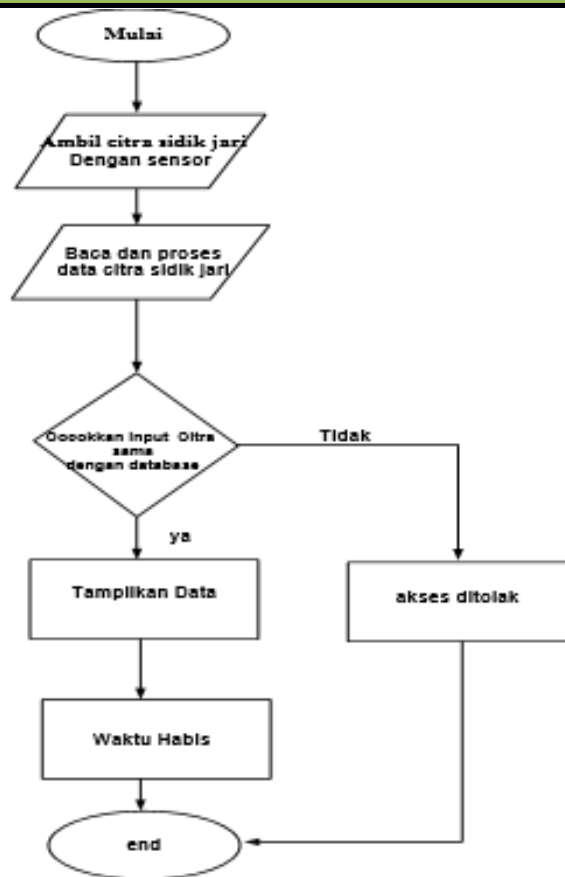 Mulai
Ambil citra sidik jari
Dengan sensor
Baca dan proses
data citra sidik jari
Cocokkan Input Citra
sama
dengan database
Tidak
ya
Tampilkan Data
akses ditolak
Waktu Habis
end